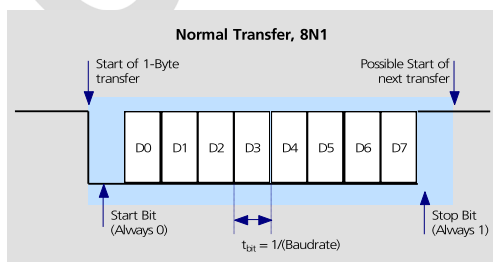 Normal Transfer, 8N1
Start of 1-Byte
transfer
Possible Start of
next transfer
D0 D1 D2 D3 D4 D5 D6 D7
Start Bit
(Always 0)
Stop Bit
(Always 1)
tbit = 1/(Baudrate)